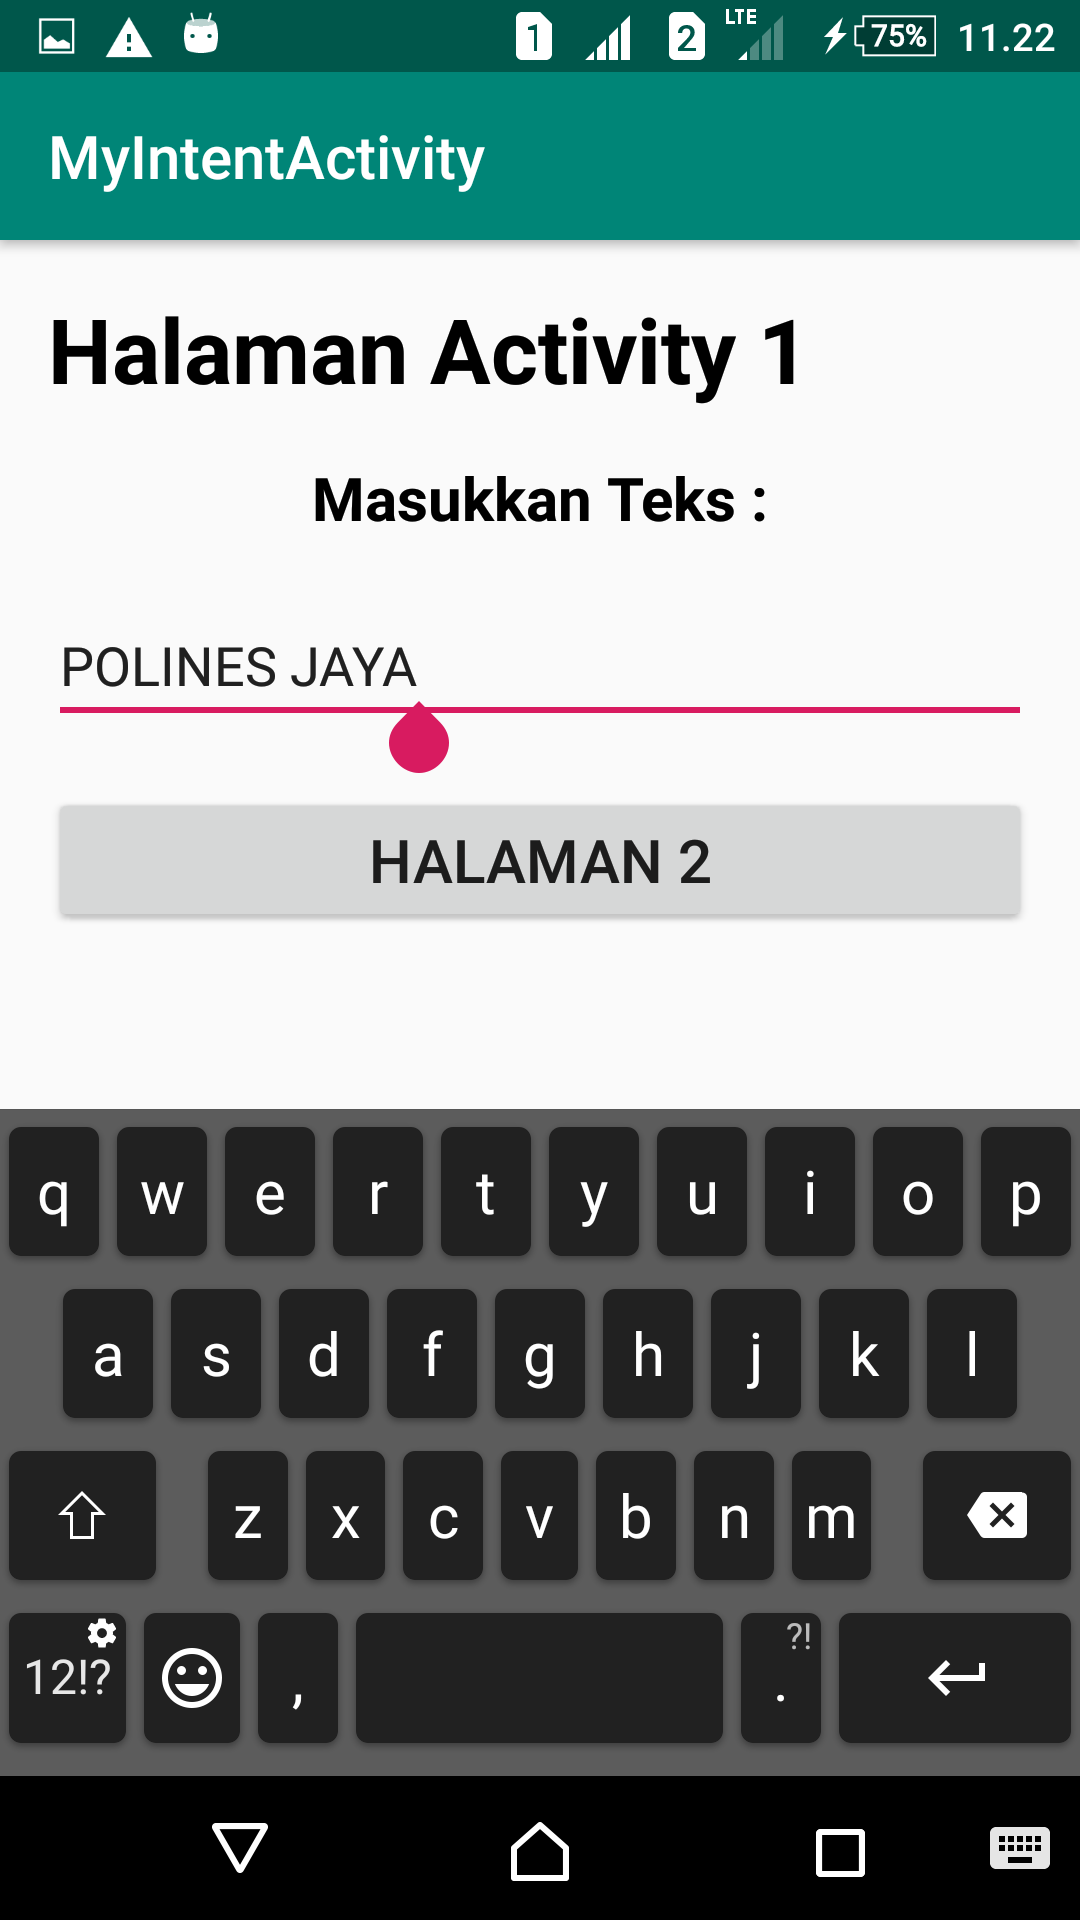 1 2 LTE 75% 11.22
MyIntentActivity
Halaman Activity 1
Masukkan Teks :
POLINES JAYA
HALAMAN 2
q w e r t y u i o p
a s d f g h j k l
z x c v b n m
12!? , ?! .